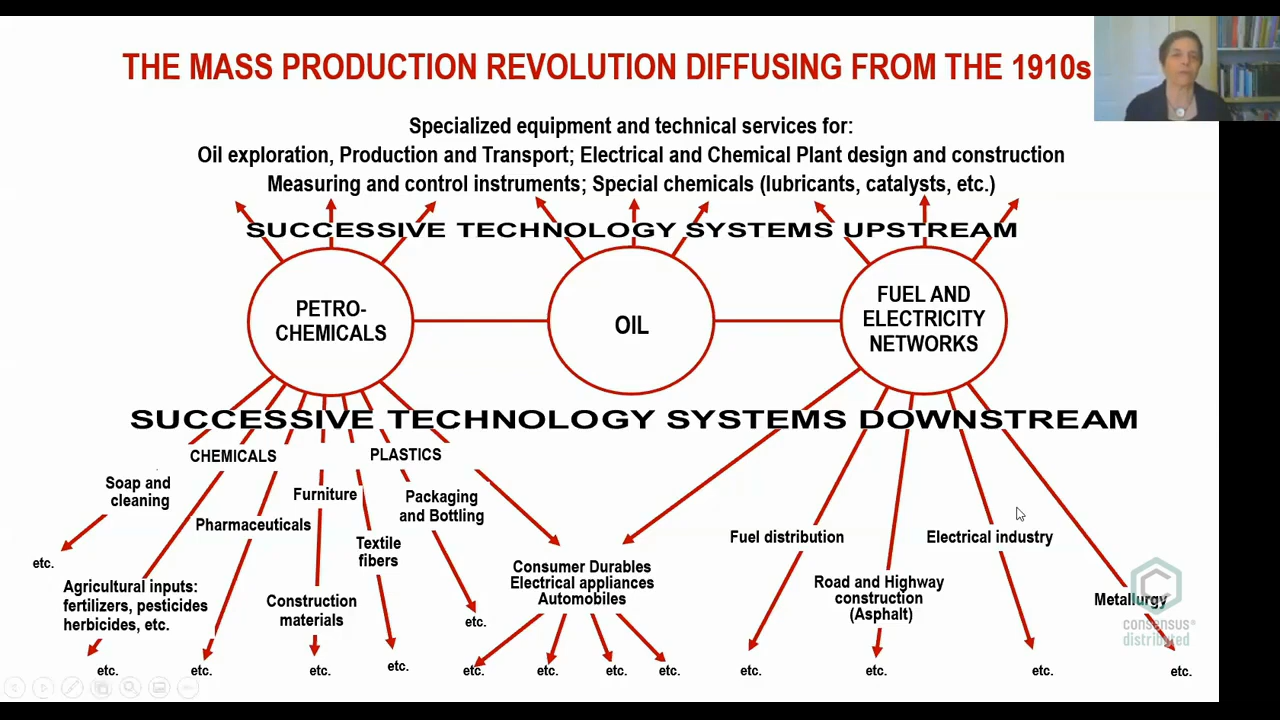 THE MASS PRODUCTION REVOLUTION DIFFUSING FROM THE 1910s
Specialized equipment and technical services for:
Oil exploration, Production and Transport; Electrical and Chemical Plant design and construction
Measuring and control instruments; Special chemicals (lubricants, catalysts, etc.)
SUCCESSIVE TECHNOLOGY SYSTEMS UPSTREAM
PETRO-
CHEMICALS
OIL
FUEL AND
ELECTRICITY
NETWORKS
SUCCESSIVE TECHNOLOGY SYSTEMS DOWNSTREAM
CHEMICALS
PLASTICS
Soap and
cleaning
etc.
Agricultural inputs:
fertilizers, pesticides
herbicides, etc.
etc.
Pharmaceuticals
etc.
Furniture
Construction
materials
etc.
Textile
fibers
etc.
Packaging
and Bottling
etc.
Consumer Durables
Electrical appliances
Automobiles
etc.
etc.
etc.
etc.
Fuel distribution
etc.
Road and Highway
construction
(Asphalt)
etc.
Electrical industry
etc.
Metallurgy
etc.
consensus®
distributed